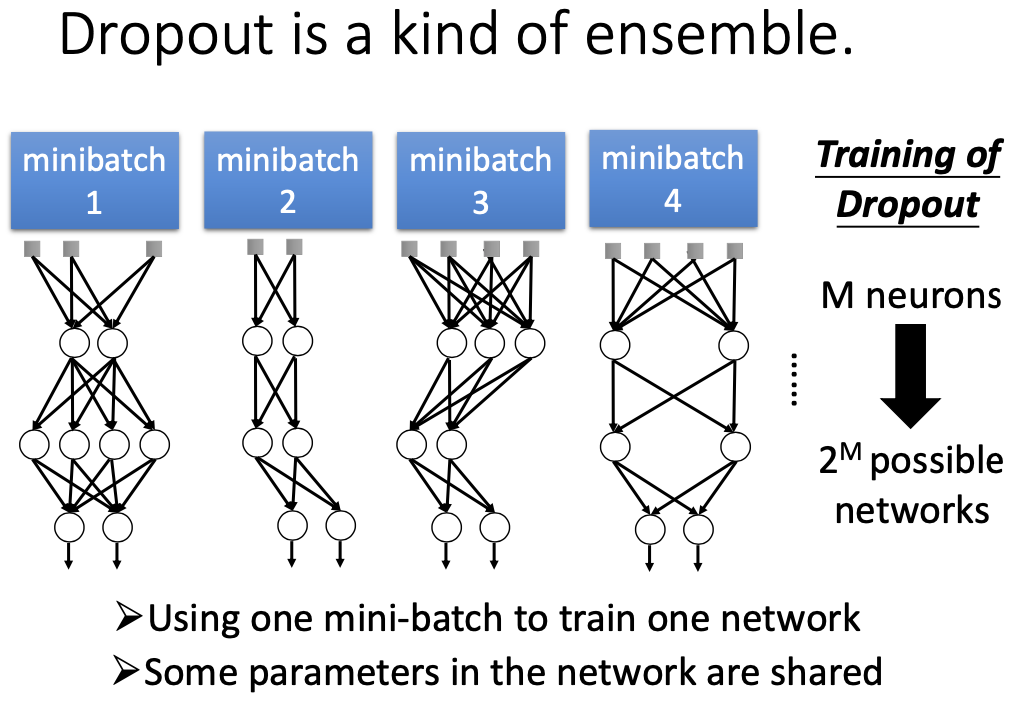 Dropout is a kind of ensemble.
minibatch
1
minibatch
2
minibatch
3
minibatch
4
Training of
Dropout
M neurons
2^M possible
networks
......
➢Using one mini-batch to train one network
➢Some parameters in the network are shared